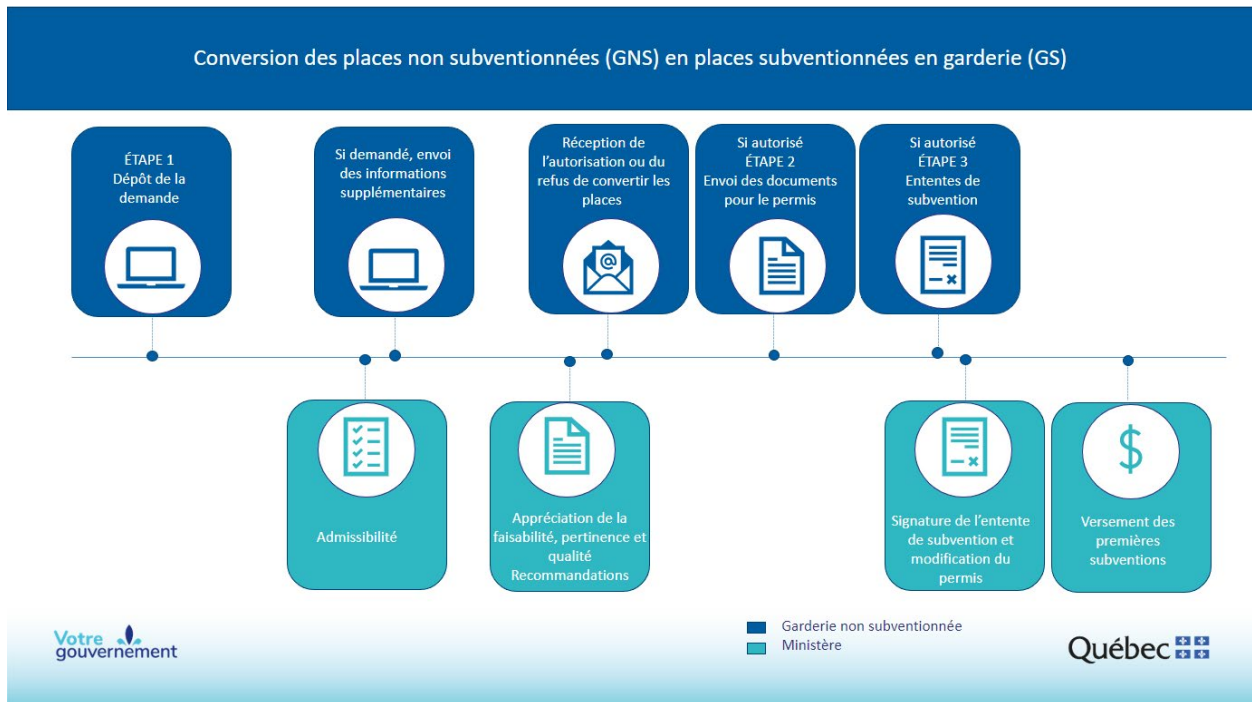 Conversion des places non subventionnées (GNS) en places subventionnées en garderie (GS)
ÉTAPE 1
Dépôt de la
demande
Si demandé, envoi
des informations
supplémentaires
Réception de
l'autorisation ou du
refus de convertir les
places
@
Si autorisé
ÉTAPE 2
Envoi des documents
pour le permis
Si autorisé
ÉTAPE 3
Ententes de
subvention
Admissibilité
Appréciation de la
faisabilité, pertinence et
qualité
Recommandations
Signature de l'entente
de subvention et
modification du
permis
$
Versement des
premières
subventions
Votre
gouvernement
Garderie non subventionnée
Ministère
Québec